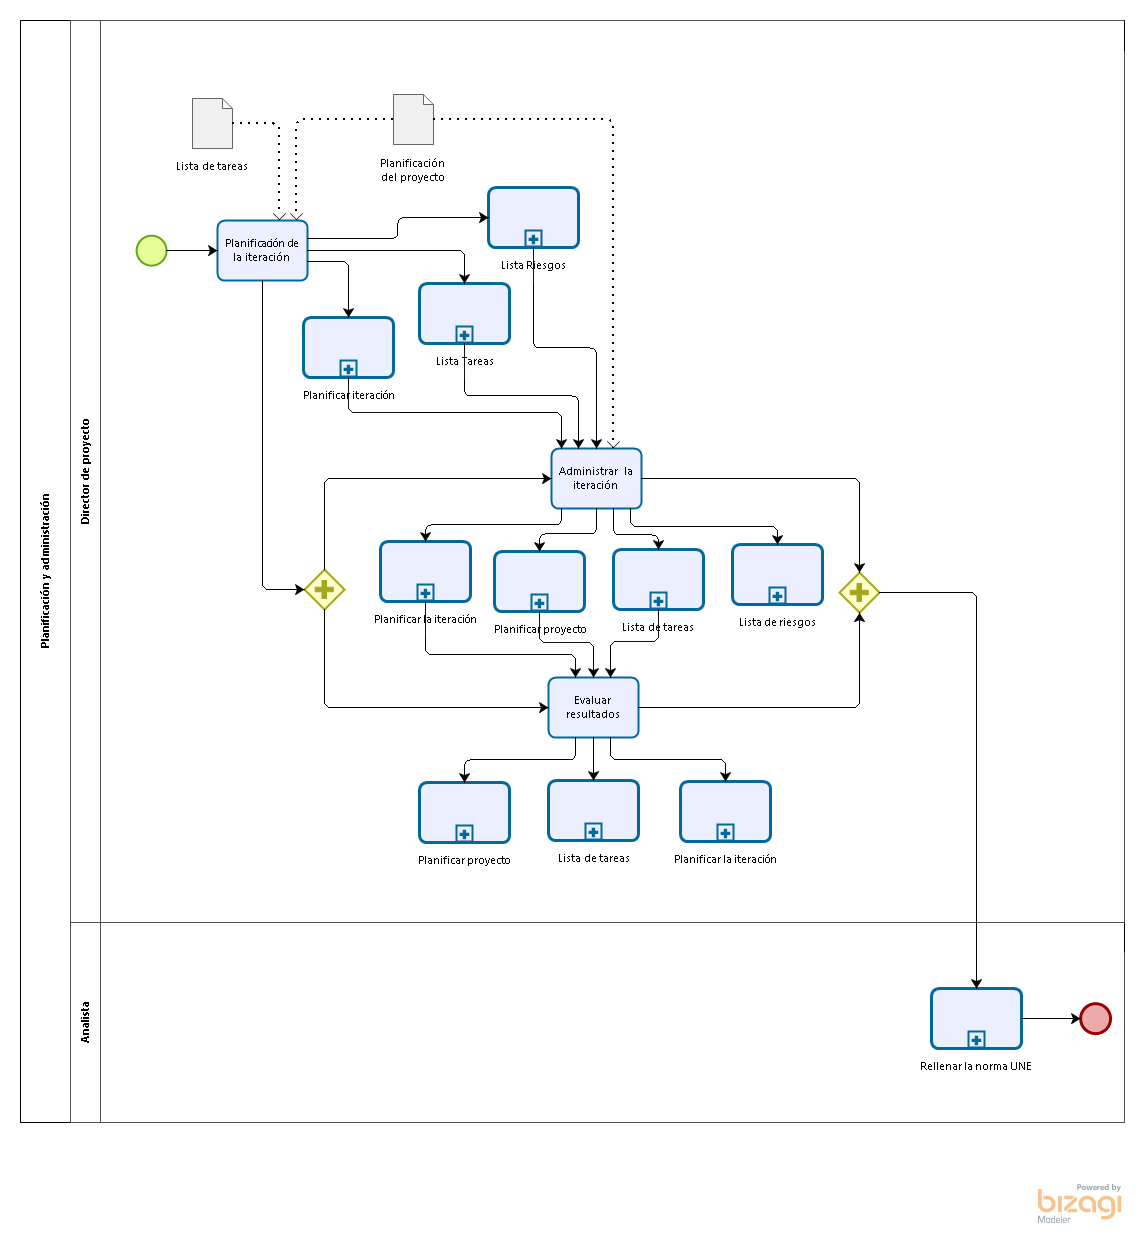 Planificación y administración
Director de proyecto
Lista de tareas
Planificación
del proyecto
Planificación de
la iteración
Lista Riesgos
Lista Tareas
Planificar iteración
Administrar la
iteración
Planificar la iteración
Planificar proyecto
Lista de tareas
Lista de riesgos
Evaluar
resultados
Planificar proyecto
Lista de tareas
Planificar la iteración
Analista
Rellenar la norma UNE
Powered by
bizagi
Modeler